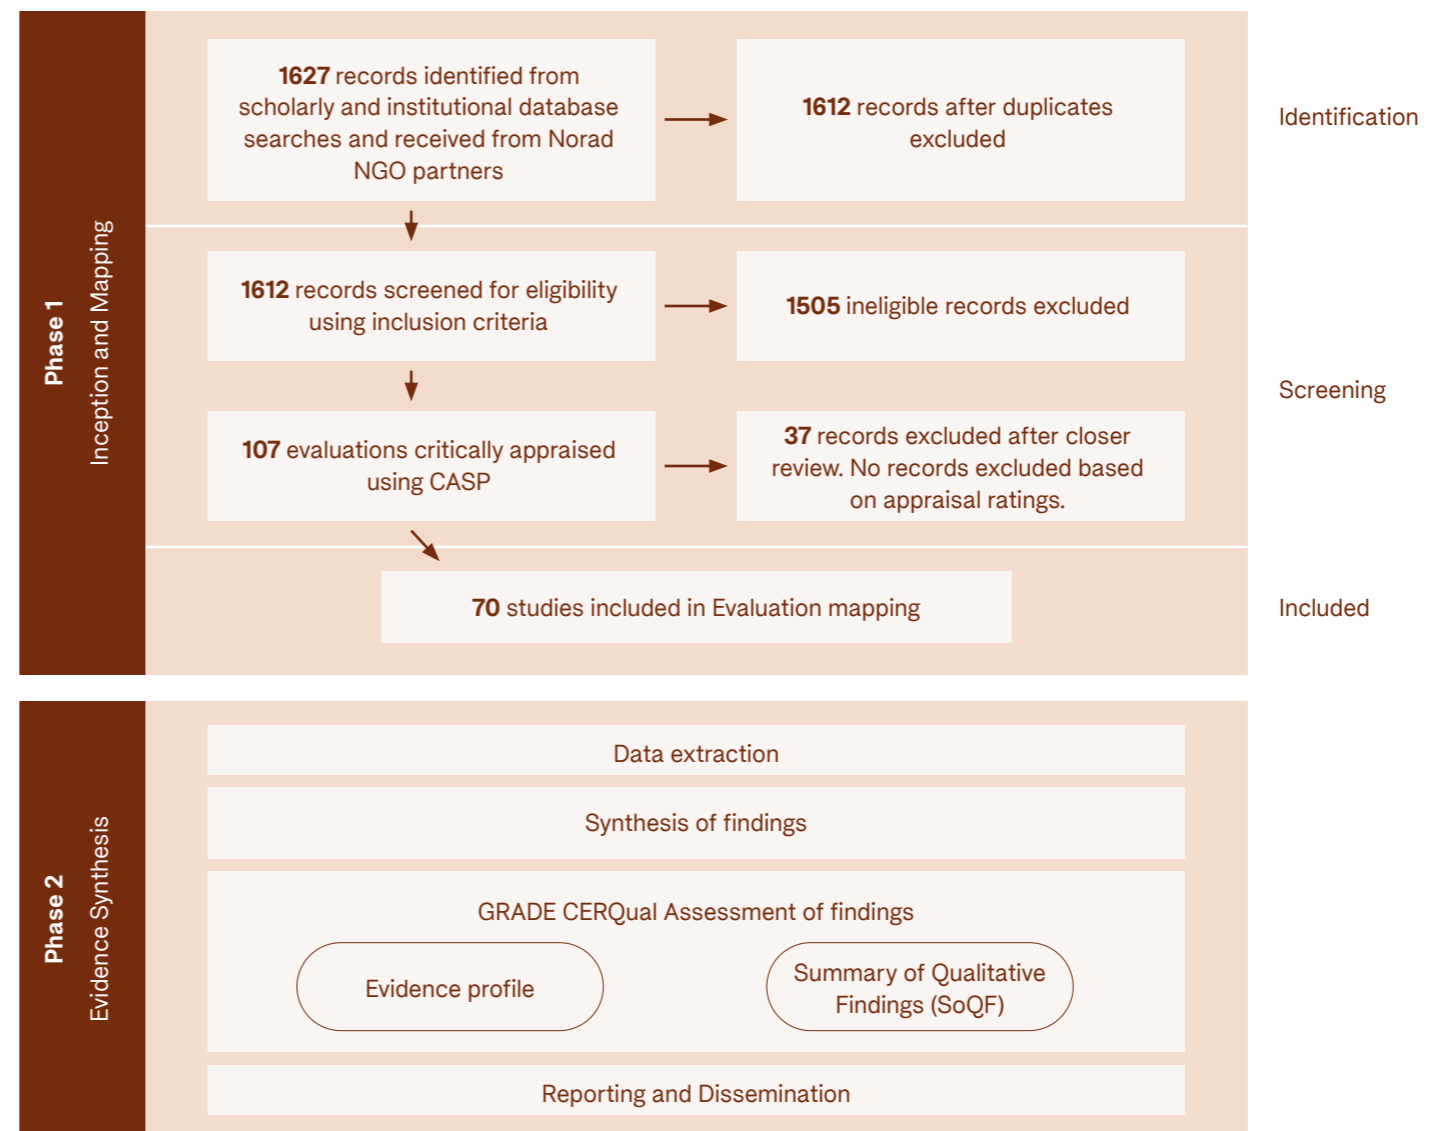 Phase 1
Inception and Mapping
1627 records identified from
scholarly and institutional database
searches and received from Norad
NGO partners
1612 records after duplicates
excluded
Identification
1612 records screened for eligibility
using inclusion criteria
1505 ineligible records excluded
Screening
107 evaluations critically appraised
using CASP
37 records excluded after closer
review. No records excluded based
on appraisal ratings.
70 studies included in Evaluation mapping
Included
Phase 2
Evidence Synthesis
Data extraction
Synthesis of findings
GRADE CERQual Assessment of findings
Evidence profile
Summary of Qualitative
Findings (SoQF)
Reporting and Dissemination